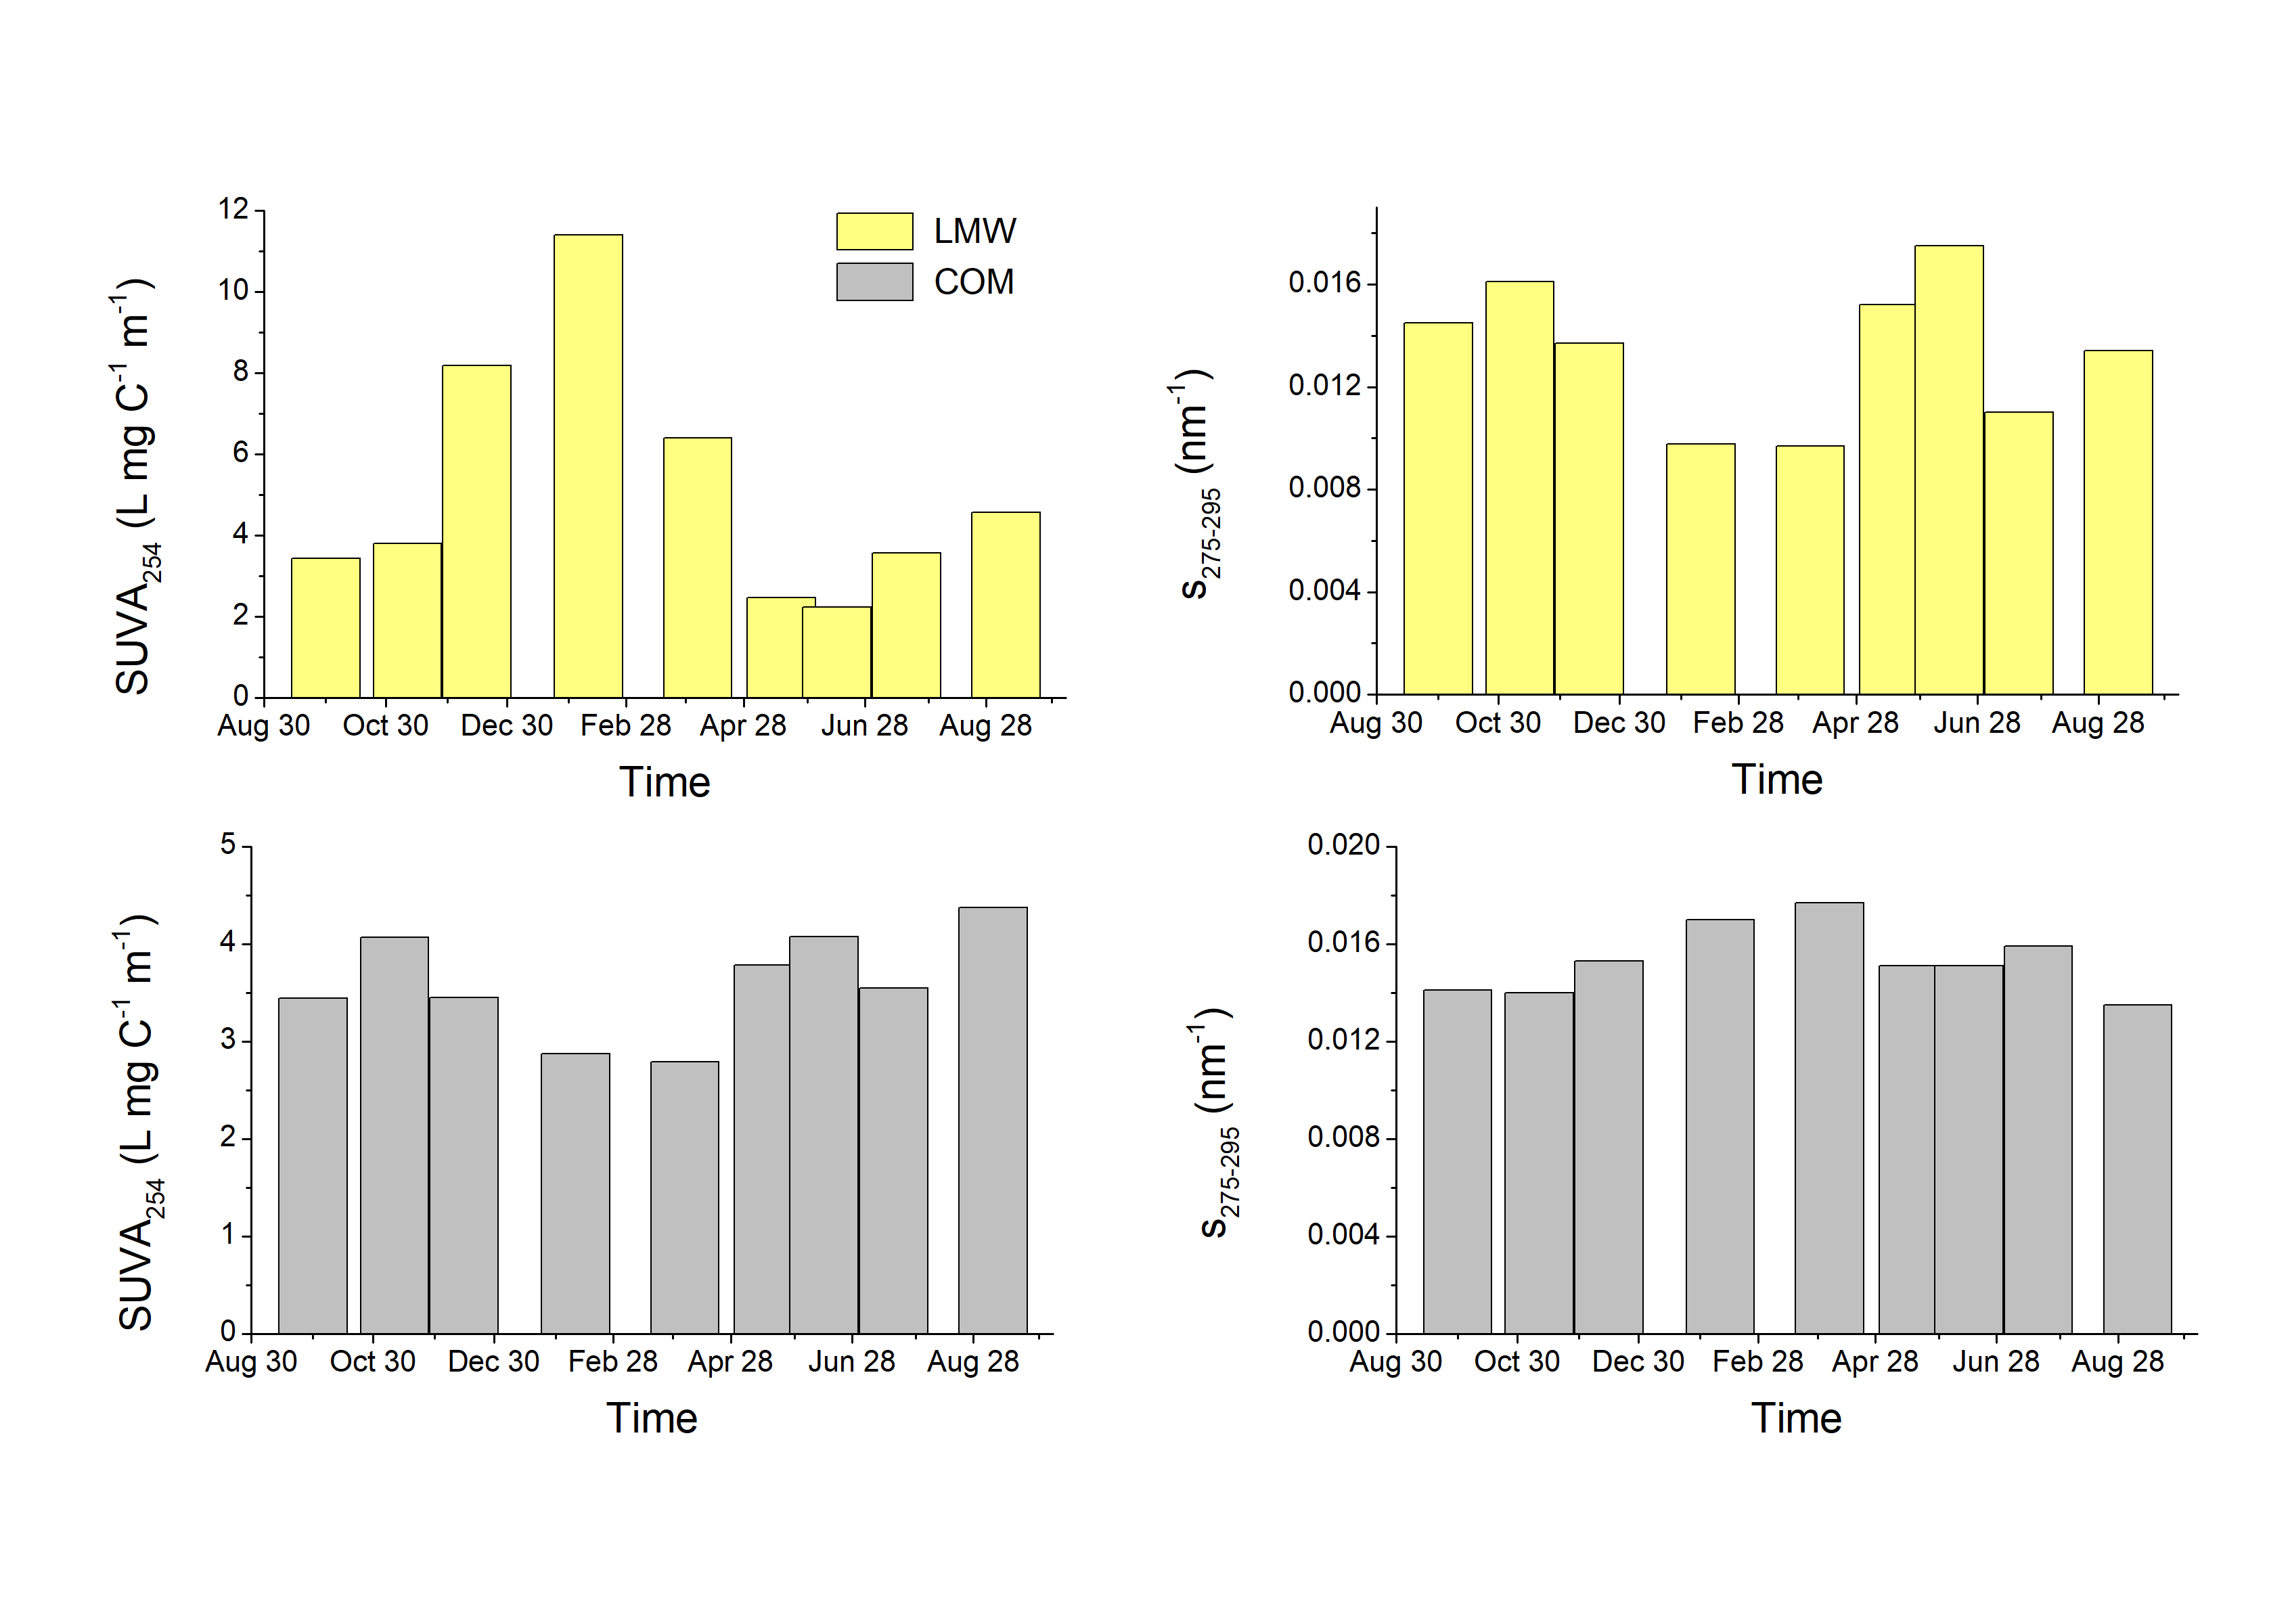 12
10
8
6
4
2
0
SUVA254 (L mg C-1 m-1)
Aug 30 Oct 30 Dec 30 Feb 28 Apr 28 Jun 28 Aug 28
Time
LMW
COM
0.016
0.012
0.008
0.004
0.000
s275-295 (nm-1)
Aug 30 Oct 30 Dec 30 Feb 28 Apr 28 Jun 28 Aug 28
Time
5
4
3
2
1
0
SUVA254 (L mg C-1 m-1)
Aug 30 Oct 30 Dec 30 Feb 28 Apr 28 Jun 28 Aug 28
Time
0.020
0.016
0.012
0.008
0.004
0.000
s275-295 (nm-1)
Aug 30 Oct 30 Dec 30 Feb 28 Apr 28 Jun 28 Aug 28
Time